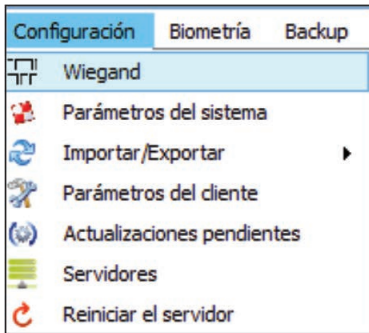 Configuración Biometría Backup
Wiegand
Parámetros del sistema
Importar/Exportar
Parámetros del cliente
Actualizaciones pendientes
Servidores
Reiniciar el servidor